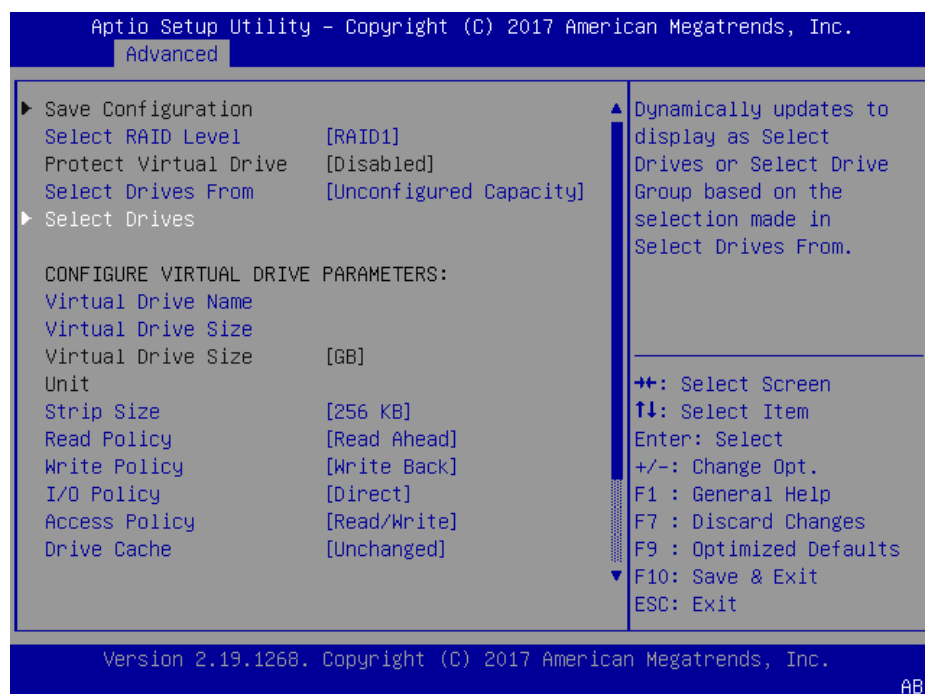 Aptio Setup Utility – Copyright (C) 2017 American Megatrends, Inc.
Advanced
Save Configuration
Select RAID Level [RAID1]
Protect Virtual Drive [Disabled]
Select Drives From [Unconfigured Capacity]
Select Drives
CONFIGURE VIRTUAL DRIVE PARAMETERS:
Virtual Drive Name
Virtual Drive Size
Virtual Drive Size [GB]
Unit
Strip Size [256 KB]
Read Policy [Read Ahead]
Write Policy [Write Back]
I/O Policy [Direct]
Access Policy [Read/Write]
Drive Cache [Unchanged]
Dynamically updates to
display as Select
Drives or Select Drive
Group based on the
selection made in
Select Drives From.
→←: Select Screen
↑↓: Select Item
Enter: Select
+/-: Change Opt.
F1 : General Help
F7 : Discard Changes
F9 : Optimized Defaults
F10: Save & Exit
ESC: Exit
Version 2.19.1268. Copyright (C) 2017 American Megatrends, Inc.
AB